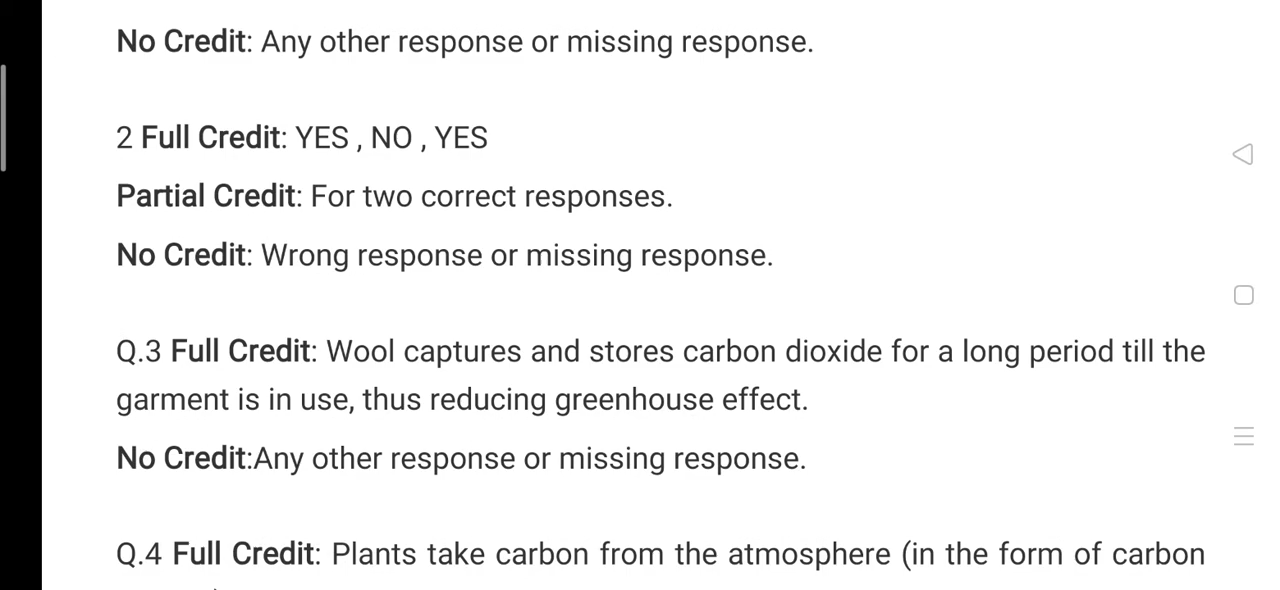 No Credit: Any other response or missing response.
2 Full Credit: YES , NO , YES
Partial Credit: For two correct responses.
No Credit: Wrong response or missing response.
Q.3 Full Credit: Wool captures and stores carbon dioxide for a long period till the
garment is in use, thus reducing greenhouse effect.
No Credit:Any other response or missing response.
Q.4 Full Credit: Plants take carbon from the atmosphere (in the form of carbon